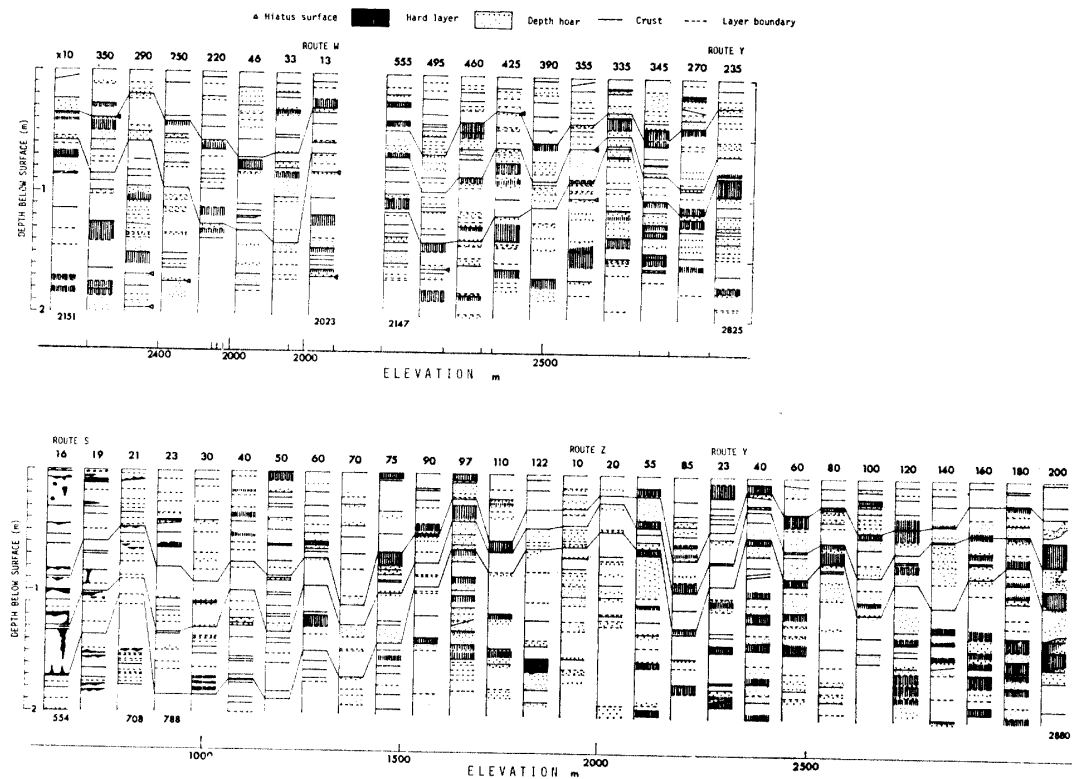 Hiatus surface Hard layer Depth hoar Crust Layer boundary
ROUTE W ROUTE Y
x10 350 290 250 220 46 33 13 555 495 460 425 390 355 335 345 270 235
DEPTH BELOW SURFACE (m)
1
2
2151 2023 2147 2825
2400 2000 2000 2500
ELEVATION m
ROUTE S ROUTE Z ROUTE Y
16 19 21 23 30 40 50 60 70 75 90 97 110 122 10 20 55 85 23 40 60 80 100 120 140 160 180 200
DEPTH BELOW SURFACE (m)
1
2
554 708 788 2880
1000 1500 2000 2500
ELEVATION m